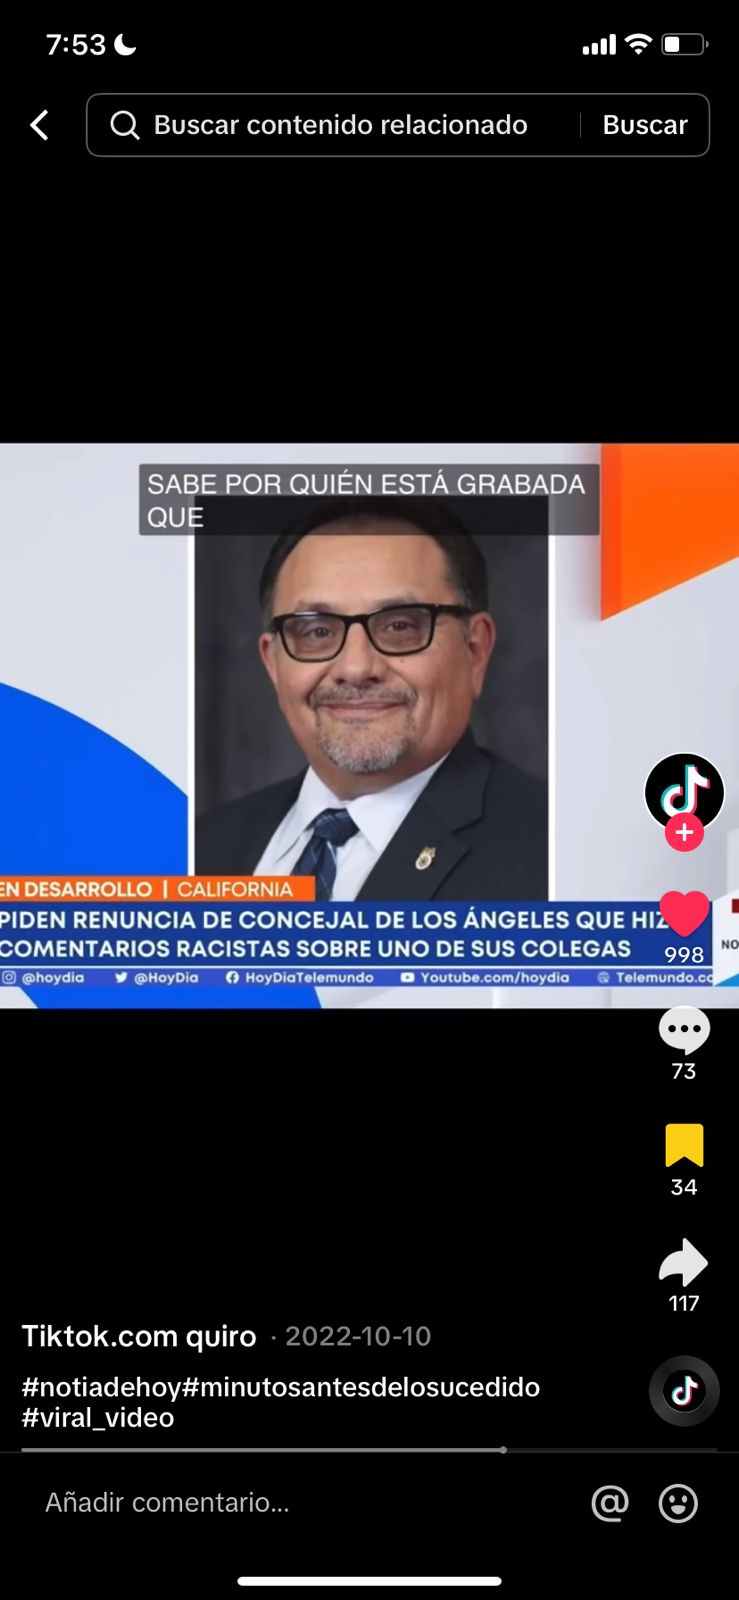 7:53
Buscar contenido relacionado
Buscar
SABE POR QUIÉN ESTÁ GRABADA
QUE
EN DESARROLLO | CALIFORNIA
PIDEN RENUNCIA DE CONCEJAL DE LOS ÁNGELES QUE HIZ
COMENTARIOS RACISTAS SOBRE UNO DE SUS COLEGAS
NO
@hoydia @HoyDia HoyDiaTelemundo Youtube.com/hoydia Telemundo.co
998
73
34
117
Tiktok.com quiro · 2022-10-10
#notiadehoy#minutosantesdelosucedido
#viral_video
Añadir comentario...